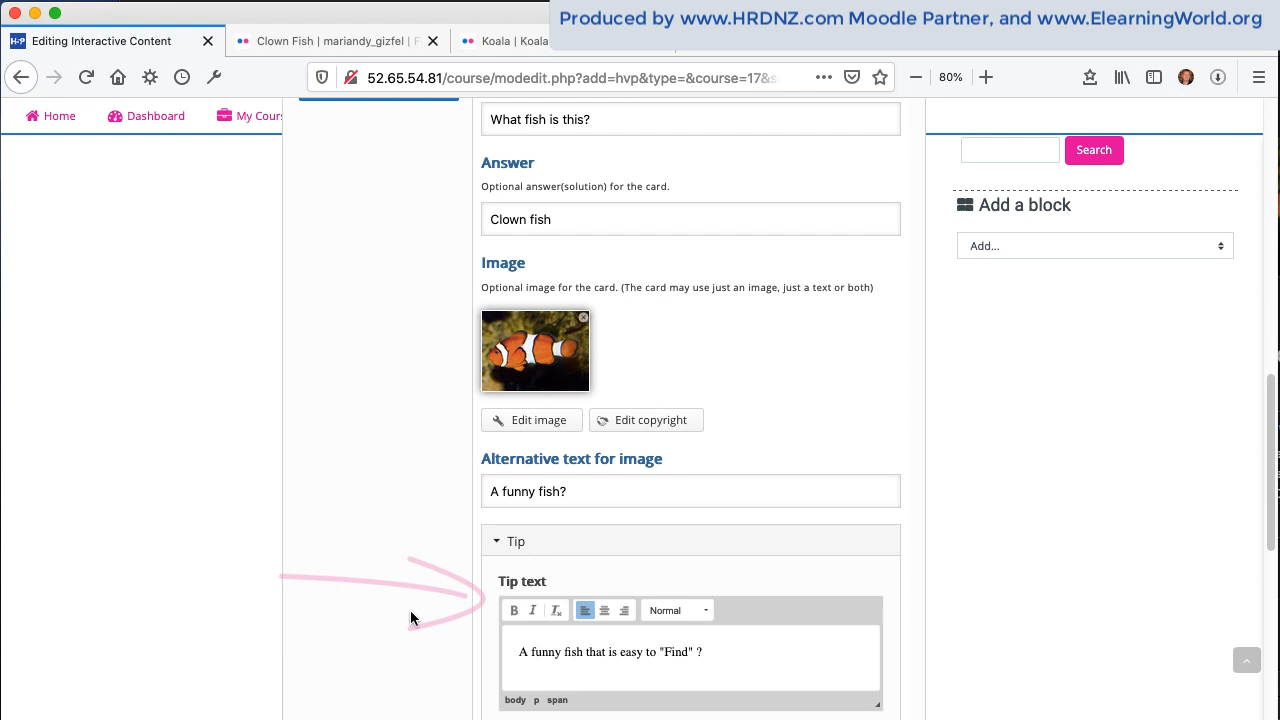 Produced by www.HRDNZ.com Moodle Partner, and www.ElearningWorld.org
H-P Editing Interactive Content
Clown Fish | mariandy_gizfel | F
Koala | Koala
52.65.54.81/course/modedit.php?add=hvp&type=&course=17&s
80%
Home
Dashboard
My Cour
What fish is this?
Search
Answer
Optional answer(solution) for the card.
Add a block
Clown fish
Add...
Image
Optional image for the card. (The card may use just an image, just a text or both)
Edit image
Edit copyright
Alternative text for image
A funny fish?
Tip
Tip text
B I Tx
Normal
A funny fish that is easy to "Find" ?
body p span